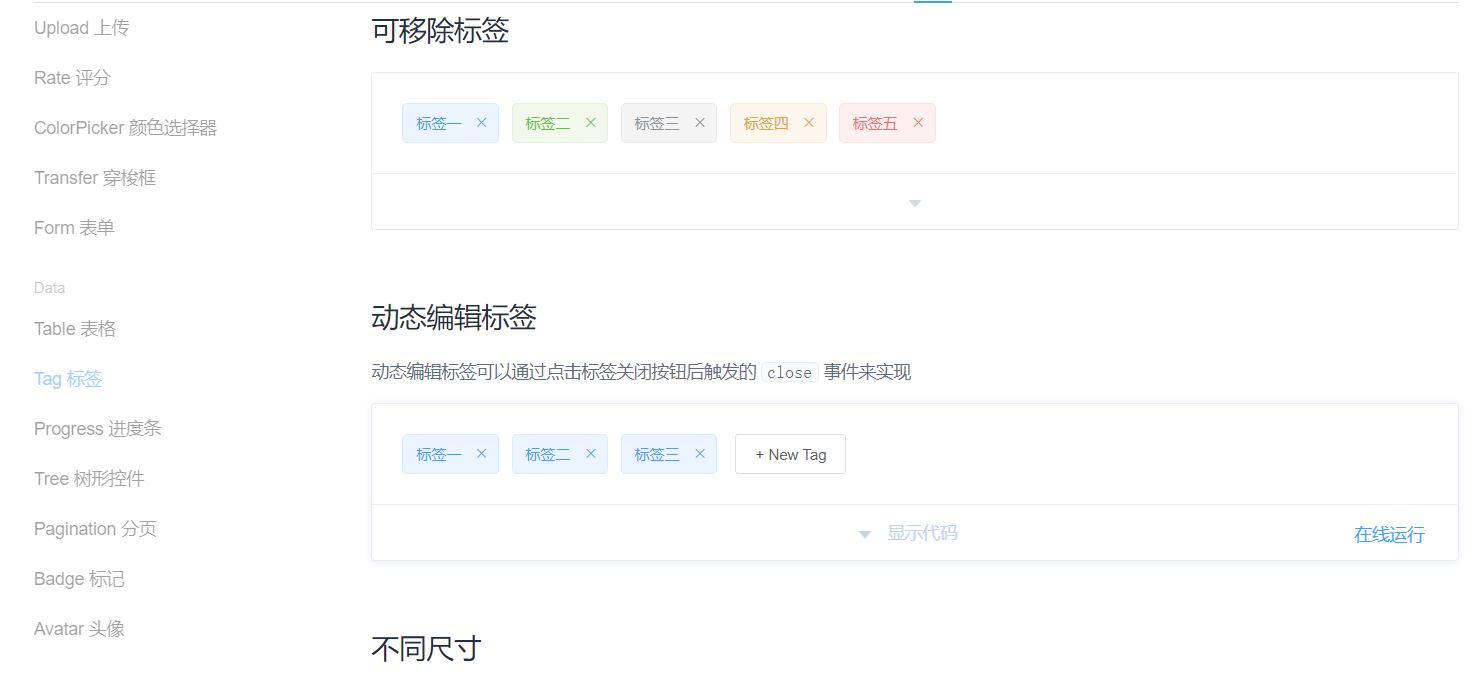 Upload 上传
Rate 评分
ColorPicker 颜色选择器
Transfer 穿梭框
Form 表单
Data
Table 表格
Tag 标签
Progress 进度条
Tree 树形控件
Pagination 分页
Badge 标记
Avatar 头像
可移除标签
标签一 × 标签二 × 标签三 × 标签四 × 标签五 ×
动态编辑标签
动态编辑标签可以通过点击标签关闭按钮后触发的 close 事件来实现
标签一 × 标签二 × 标签三 × + New Tag
显示代码 在线运行
不同尺寸